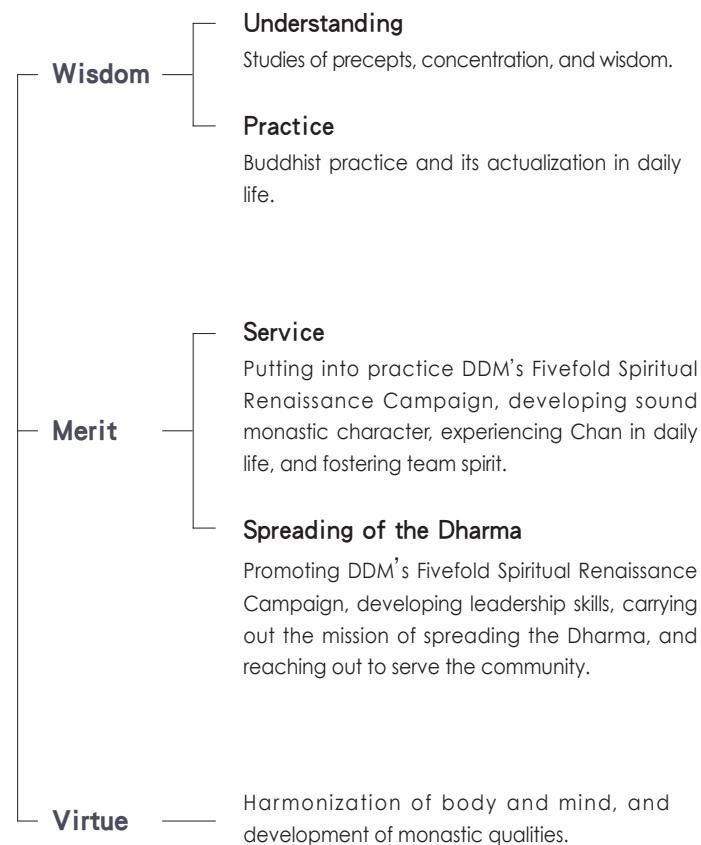 Understanding
Wisdom
Studies of precepts, concentration, and wisdom.
Practice
Buddhist practice and its actualization in daily
life.
Service
Putting into practice DDM's Fivefold Spiritual
Renaissance Campaign, developing sound
Merit
monastic character, experiencing Chan in daily
life, and fostering team spirit.
Spreading of the Dharma
Promoting DDM's Fivefold Spiritual Renaissance
Campaign, developing leadership skills, carrying
out the mission of spreading the Dharma, and
reaching out to serve the community.
Virtue
Harmonization of body and mind, and
development of monastic qualities.